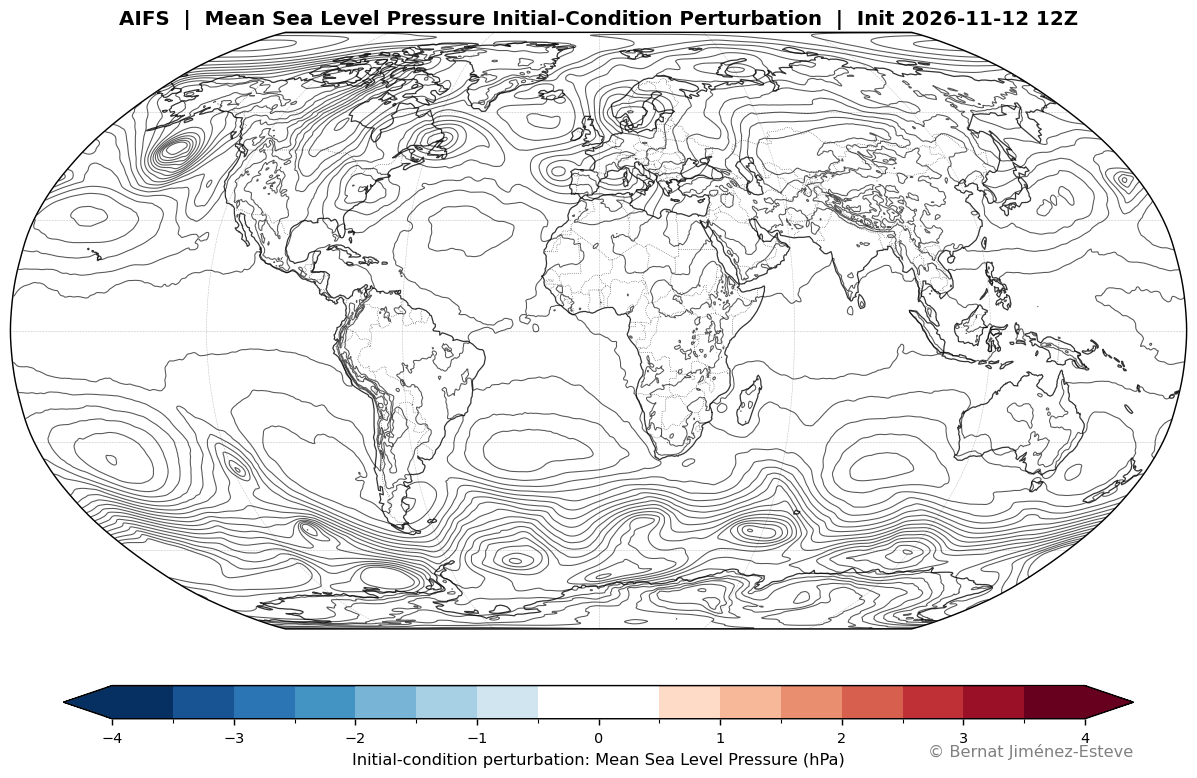 AIFS | Mean Sea Level Pressure Initial-Condition Perturbation | Init 2026-11-12 12Z
−4 −3 −2 −1 0 1 2 3 4
Initial-condition perturbation: Mean Sea Level Pressure (hPa)
© Bernat Jiménez-Esteve